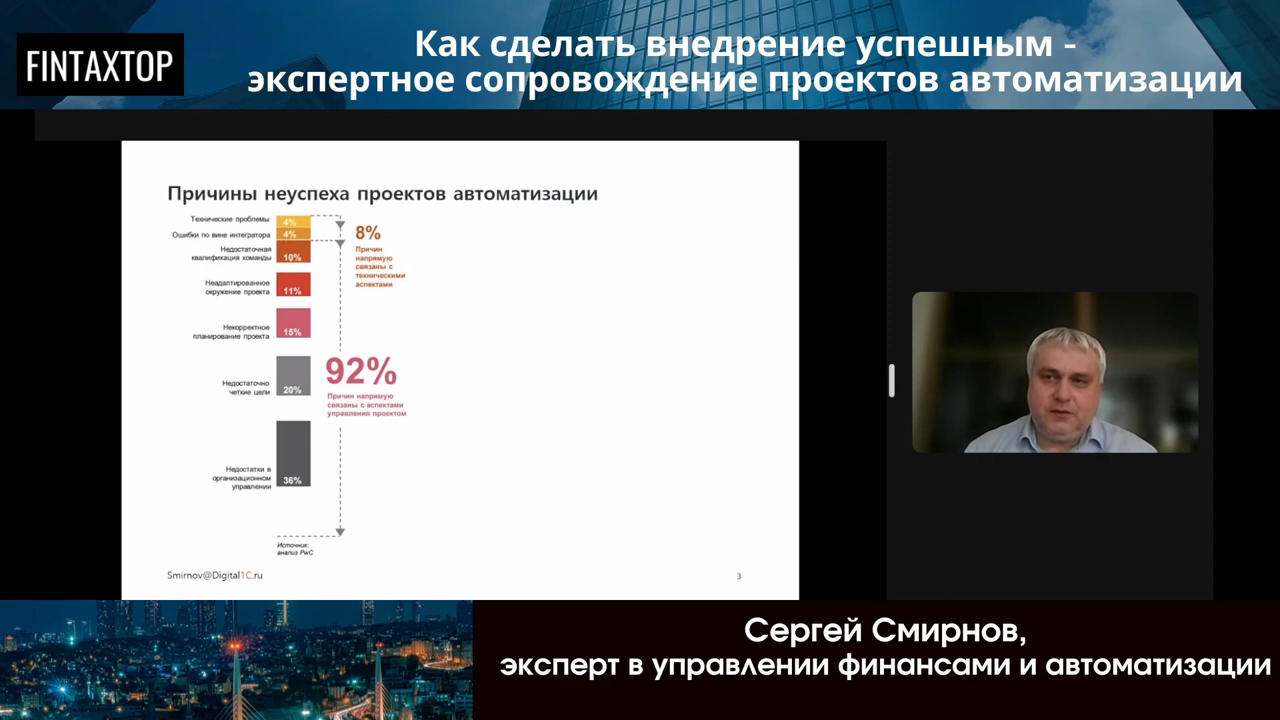 FINTAXTOP
Как сделать внедрение успешным -
экспертное сопровождение проектов автоматизации
Причины неуспеха проектов автоматизации
Технические проблемы
4%
Ошибки по вине интегратора
4%
Недостаточная
квалификация команды
10%
8%
Причин
напрямую
связаны с
техническими
аспектами
Неадаптированное
окружение проекта
11%
Некорректное
планирование проекта
15%
Недостаточно
четкие цели
20%
92%
Причин напрямую
связаны с аспектами
управления проектом
Недостатки в
организационном
управлении
36%
Источник:
анализ PwC
Smirnov@Digital1C.ru
3
Сергей Смирнов,
эксперт в управлении финансами и автоматизации